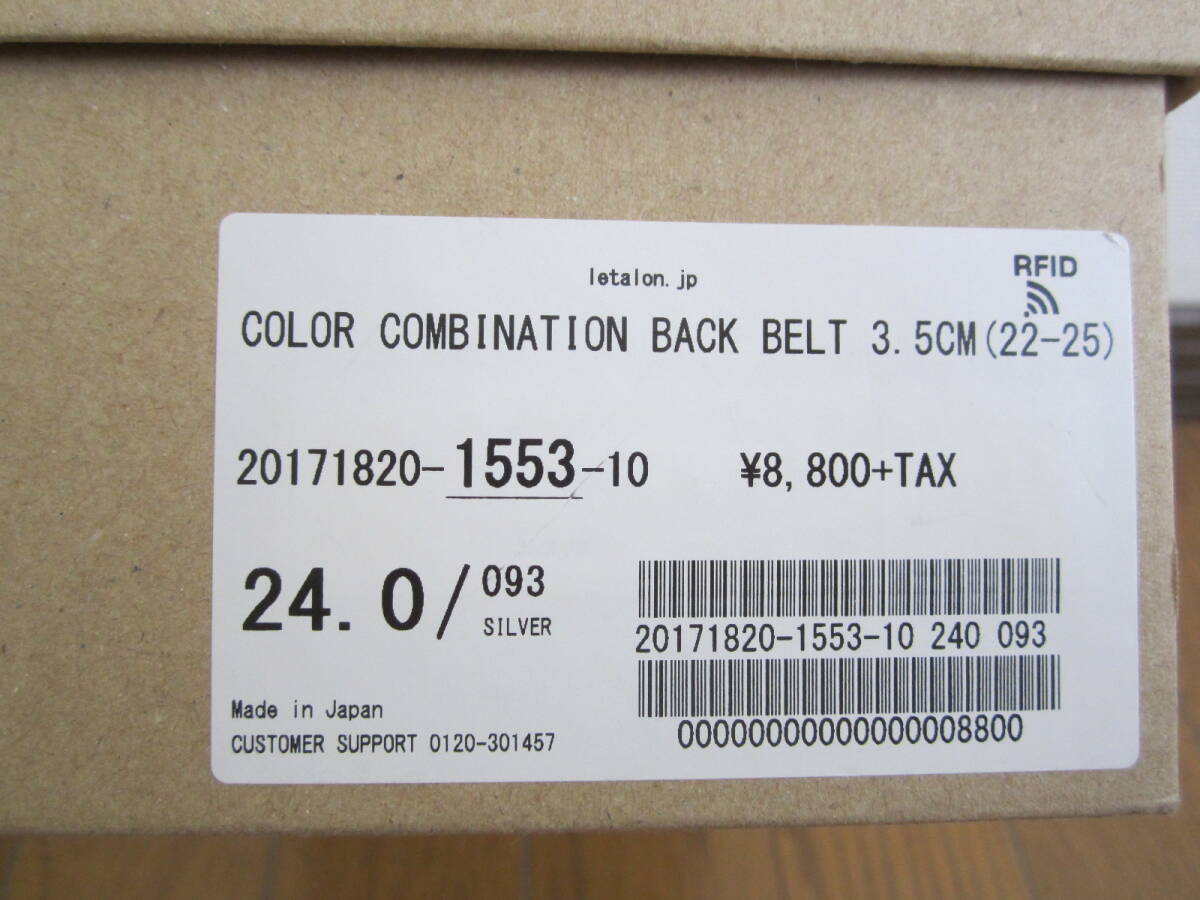 letalon.jp
RFID
COLOR COMBINATION BACK BELT 3.5CM(22-25)
20171820-1553-10 ¥8,800+TAX
24.0/ 093
SILVER
20171820-1553-10 240 093
00000000000000008800
Made in Japan
CUSTOMER SUPPORT 0120-301457